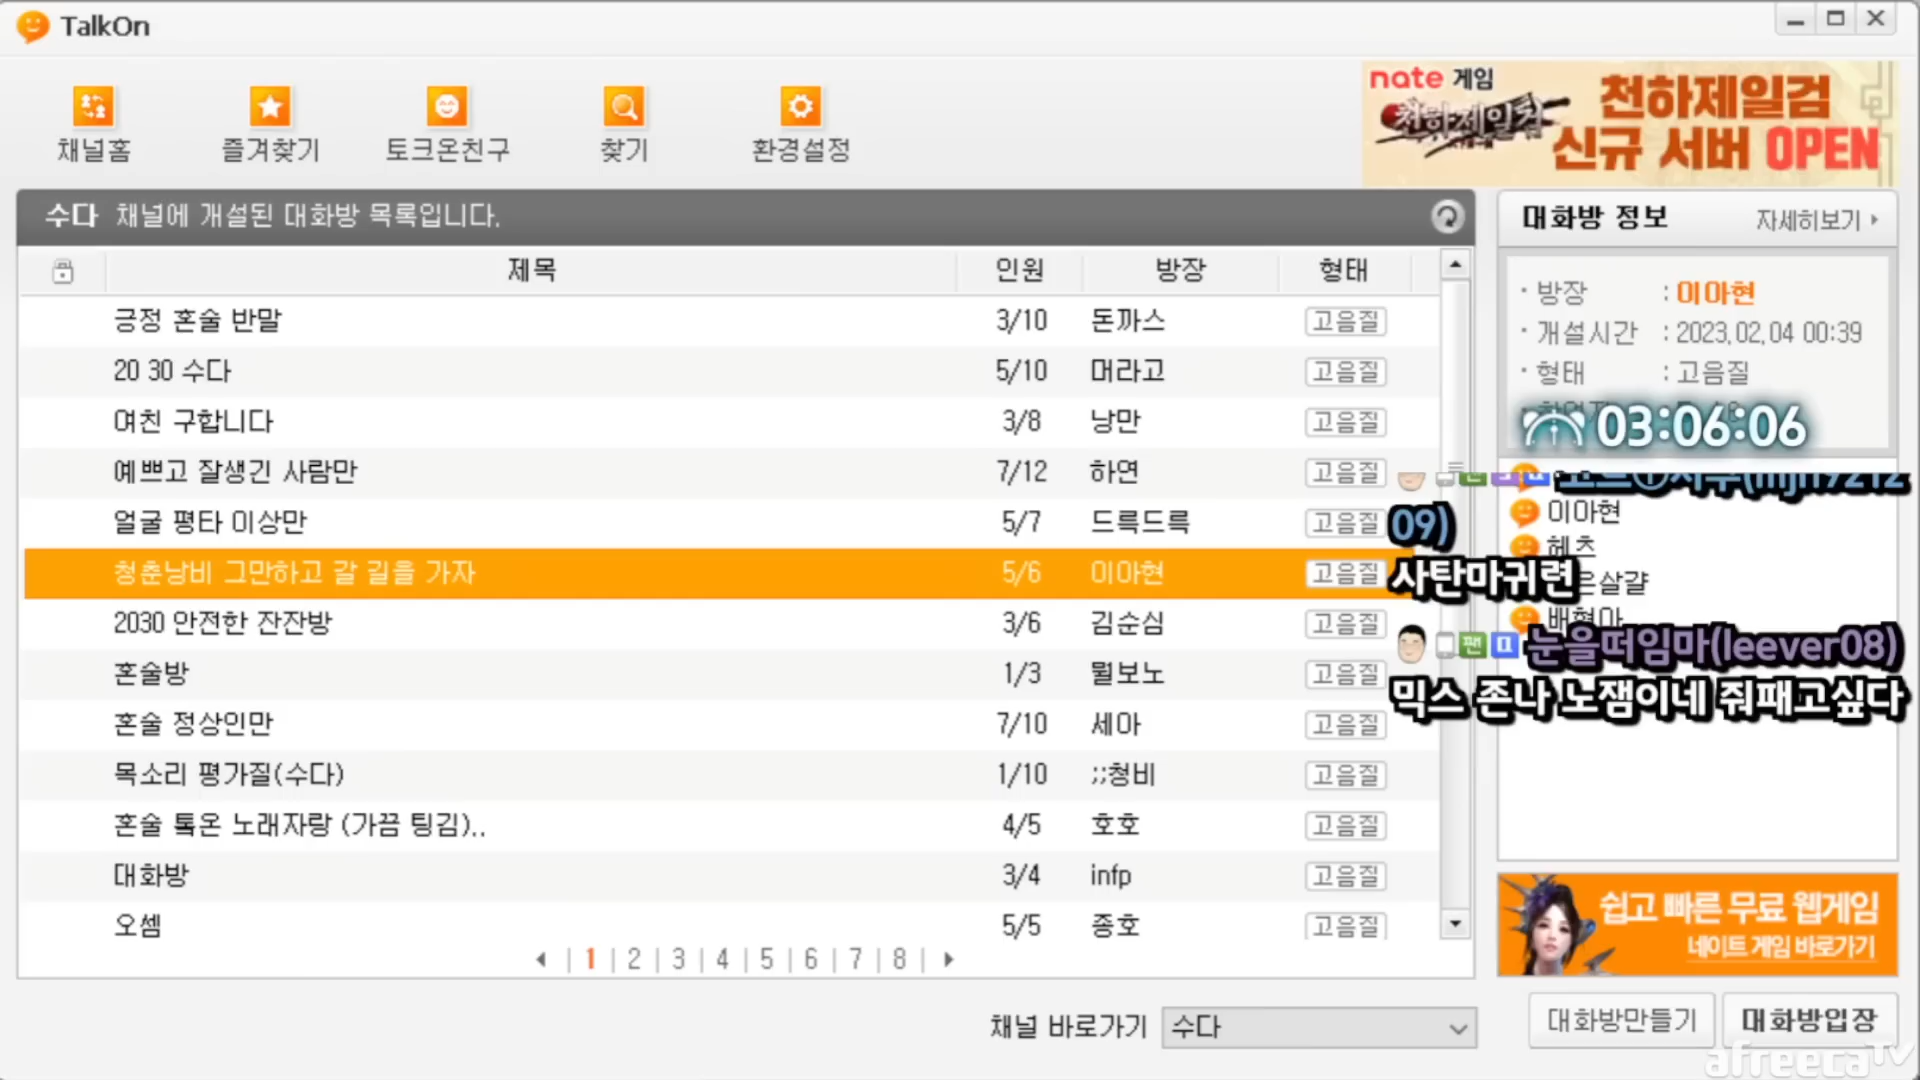 TalkOn
채널홈
즐겨찾기
토크온친구
찾기
환경설정
nate 게임
천하제일검
천하제일검
신규 서버 OPEN
수다 채널에 개설된 대화방 목록입니다.
제목 인원 방장 형태
긍정 혼술 반말 3/10 돈까스 고음질
20 30 수다 5/10 머라고 고음질
여친 구합니다 3/8 낭만 고음질
예쁘고 잘생긴 사람만 7/12 하연 고음질
얼굴 평타 이상만 5/7 드륵드륵 고음질
청춘낭비 그만하고 갈 길을 가자 5/6 이아현 고음질
2030 안전한 잔잔방 3/6 김순심 고음질
혼술방 1/3 뭘보노 고음질
혼술 정상인만 7/10 세아 고음질
목소리 평가질(수다) 1/10 ;;청비 고음질
혼술 톡온 노래자랑 (가끔 팅김).. 4/5 호호 고음질
대화방 3/4 infp 고음질
오셈 5/5 종호 고음질
1 | 2 | 3 | 4 | 5 | 6 | 7 | 8
채널 바로가기 수다
대화방 정보 자세히보기
· 방장 : 이아현
· 개설시간 : 2023.02.04 00:39
· 형태 : 고음질
03:06:06
09)
이아현
헤츠
사탄마귀련
은살걀
배현아
팬 눈을떠임마(leever08)
믹스 존나 노잼이네 줘패고싶다
쉽고 빠른 무료 웹게임
네이트 게임 바로가기
대화방만들기
대화방입장
afreecaTV